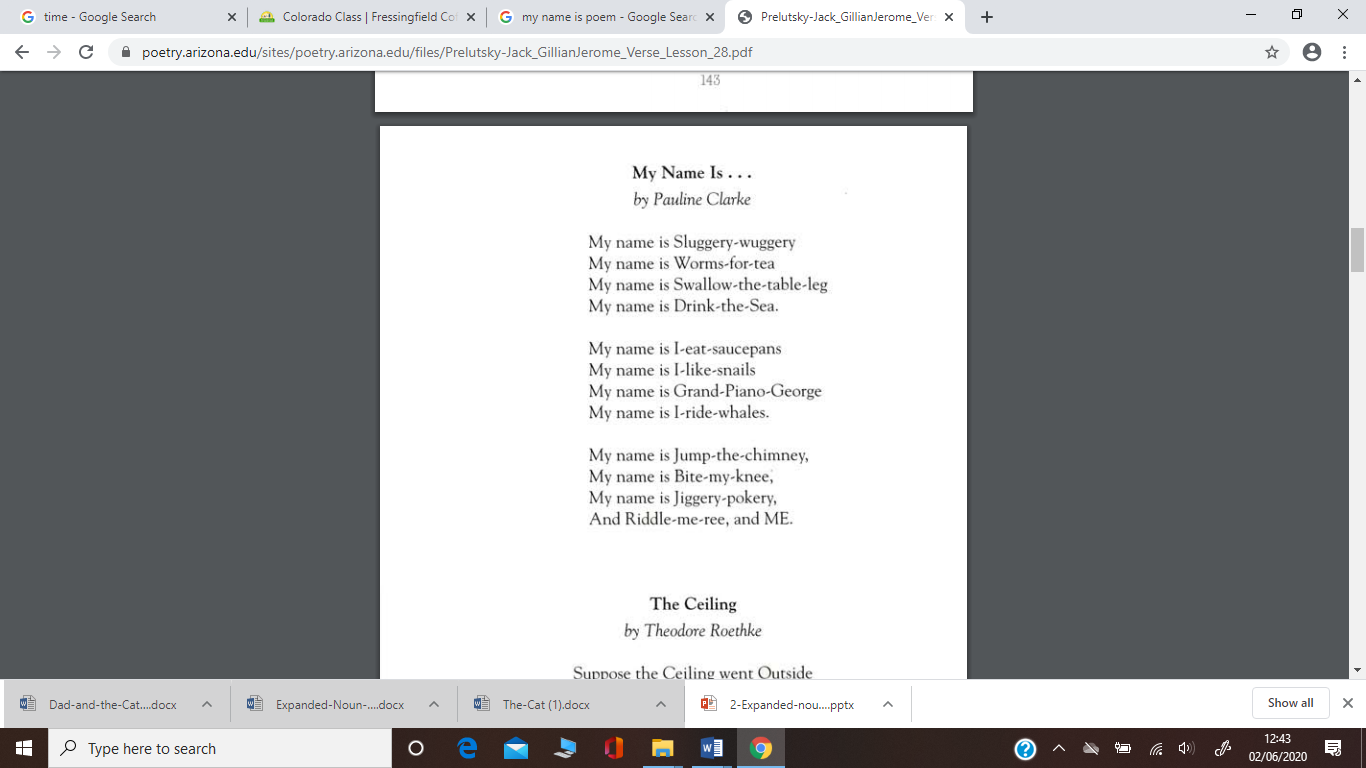 time - Google Search
Colorado Class | Fressingfield Co
my name is poem - Google Sear
Prelutsky-Jack_GillianJerome_Ver
poetry.arizona.edu/sites/poetry.arizona.edu/files/Prelutsky-Jack_GillianJerome_Verse_Lesson_28.pdf
143
My Name Is . . .
by Pauline Clarke
My name is Sluggery-wuggery
My name is Worms-for-tea
My name is Swallow-the-table-leg
My name is Drink-the-Sea.
My name is I-eat-saucepans
My name is I-like-snails
My name is Grand-Piano-George
My name is I-ride-whales.
My name is Jump-the-chimney,
My name is Bite-my-knee,
My name is Jiggery-pokery,
And Riddle-me-ree, and ME.
The Ceiling
by Theodore Roethke
Suppose the Ceiling went Outside
Dad-and-the-Cat....docx
Expanded-Noun-....docx
The-Cat (1).docx
2-Expanded-nou....pptx
Show all
Type here to search
12:43
02/06/2020